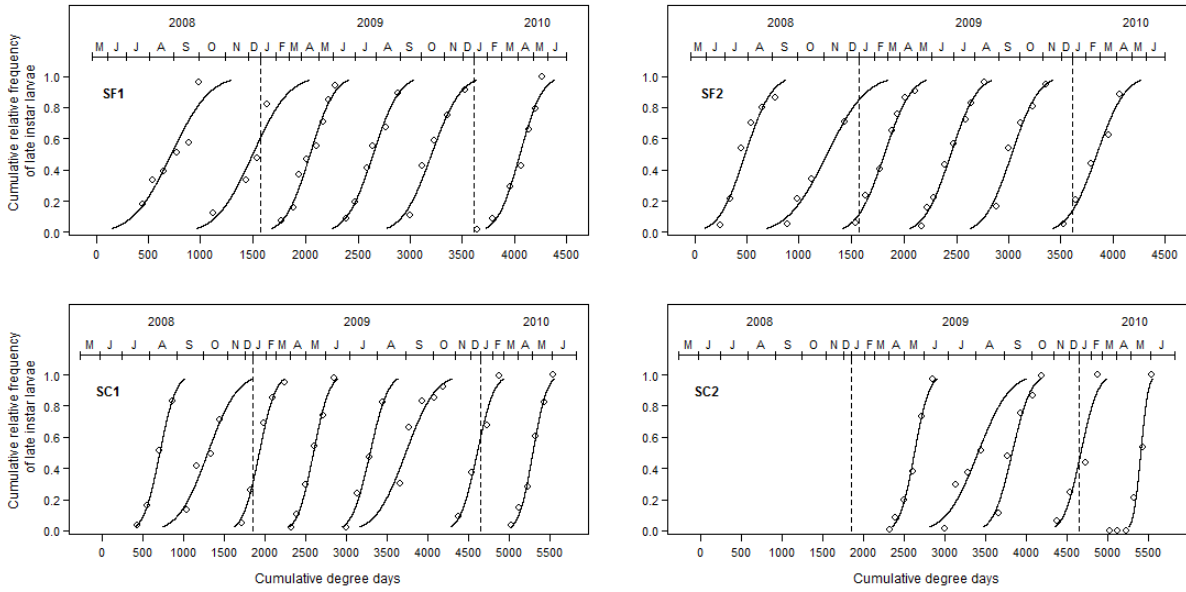 2008 2009 2010
M J J A S O N D J F M A M J J A S O N D J F M A M J
SF1
1.0
0.8
0.6
0.4
0.2
0.0
0 500 1000 1500 2000 2500 3000 3500 4000 4500
Cumulative relative frequency
of late instar larvae
2008 2009 2010
M J J A S O N D J F M A M J J A S O N D J F M A M J
SF2
1.0
0.8
0.6
0.4
0.2
0.0
0 500 1000 1500 2000 2500 3000 3500 4000 4500
2008 2009 2010
M J J A S O N D J F M A M J J A S O N D J F M A M J
SC1
1.0
0.8
0.6
0.4
0.2
0.0
0 500 1000 1500 2000 2500 3000 3500 4000 4500 5000 5500
Cumulative relative frequency
of late instar larvae
Cumulative degree days
2008 2009 2010
M J J A S O N D J F M A M J J A S O N D J F M A M J
SC2
1.0
0.8
0.6
0.4
0.2
0.0
0 500 1000 1500 2000 2500 3000 3500 4000 4500 5000 5500
Cumulative degree days